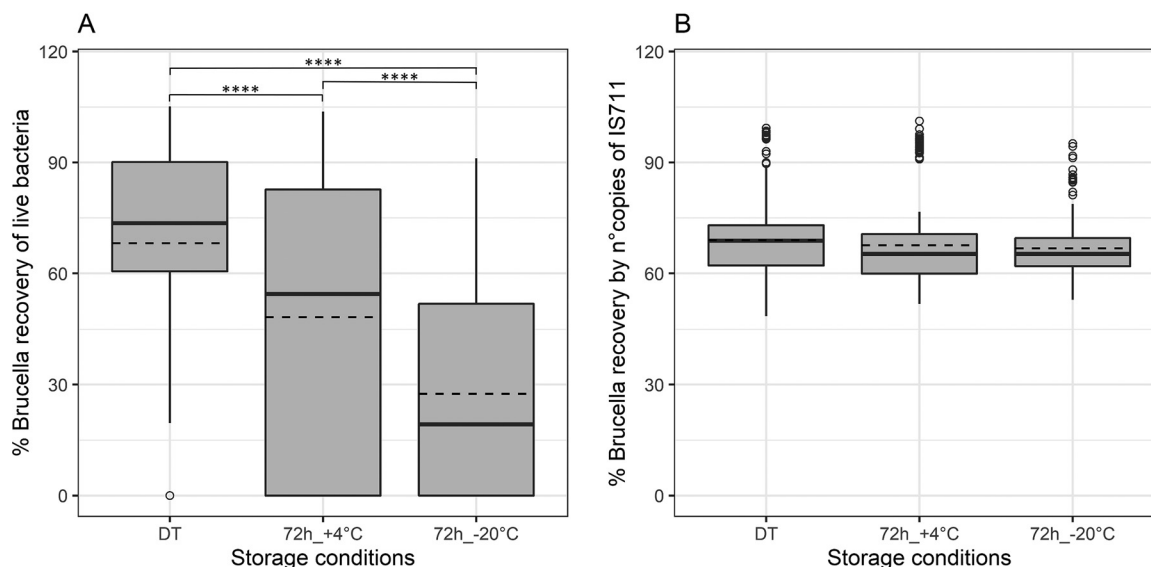 A
% Brucella recovery of live bacteria
120
90
60
30
0
****
****
****
DT
72h_+4°C
72h_-20°C
Storage conditions
B
% Brucella recovery by n°copies of IS711
120
90
60
30
0
DT
72h_+4°C
72h_-20°C
Storage conditions